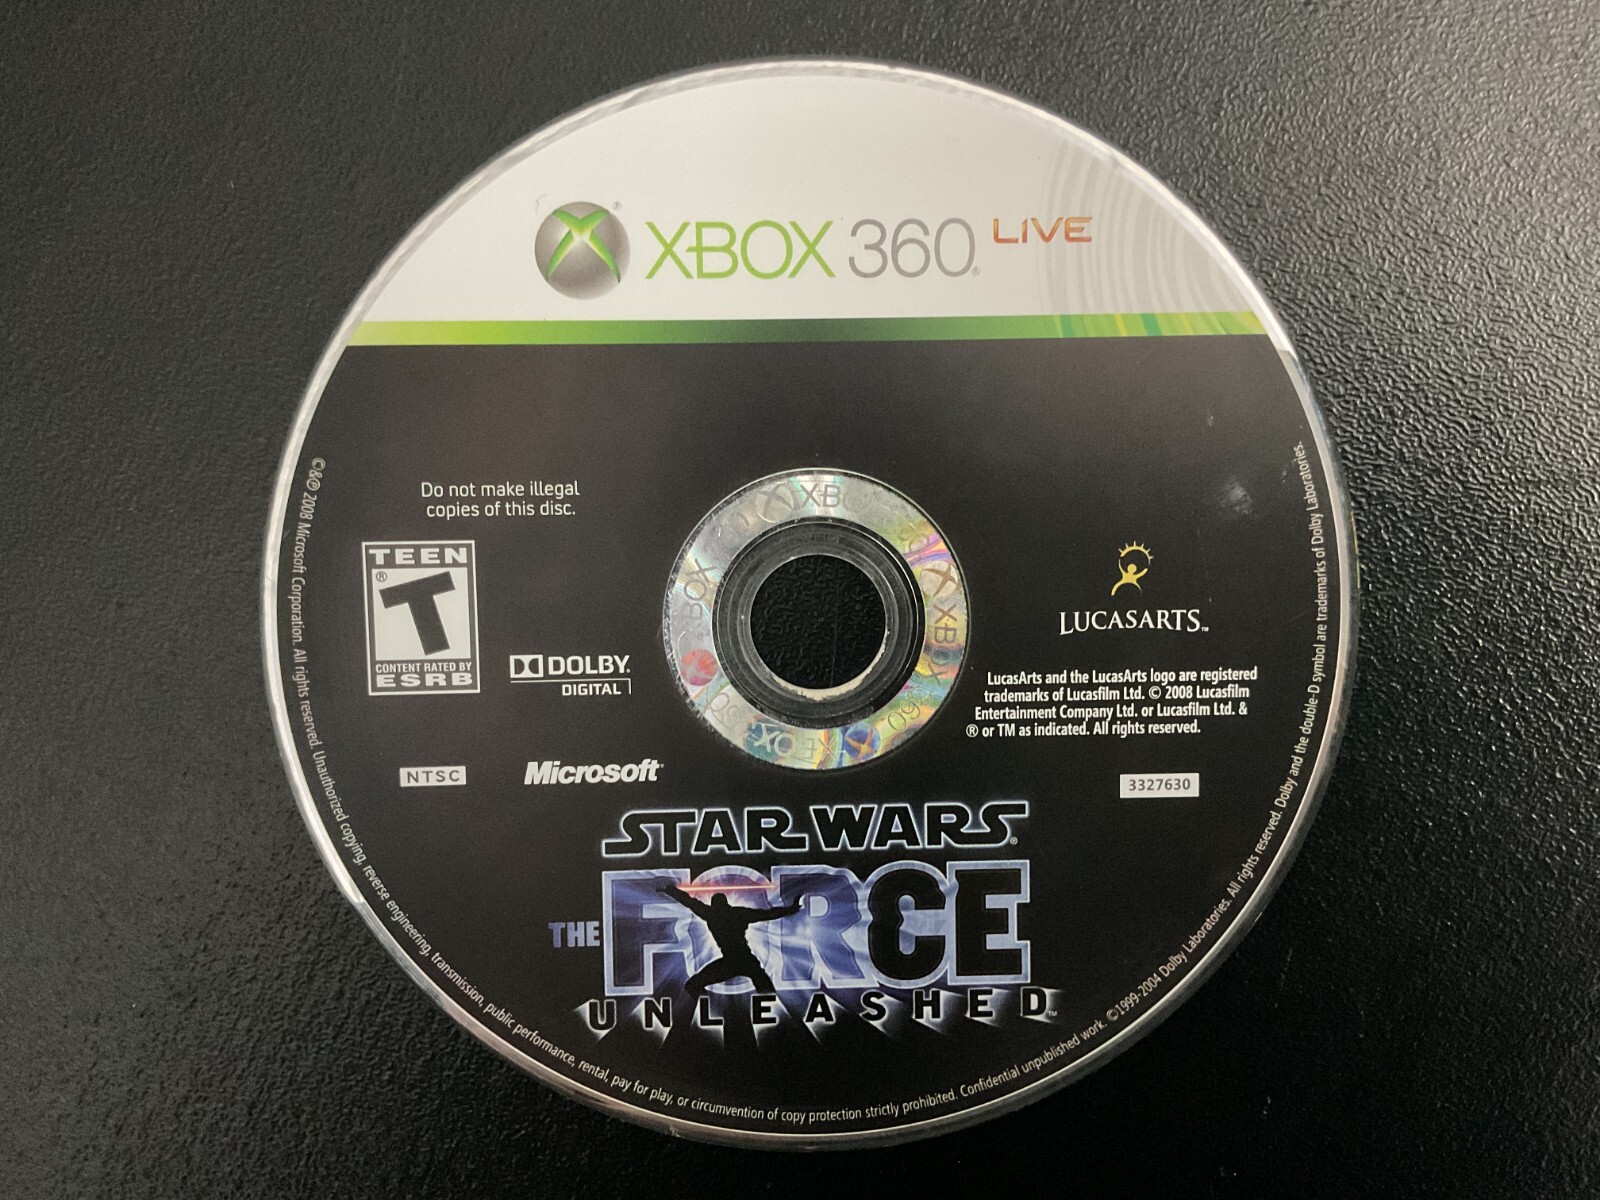 XBOX 360® LIVE
Do not make illegal
copies of this disc.
TEEN
T®
CONTENT RATED BY
ESRB
DOLBY.
DIGITAL
NTSC
Microsoft®
LUCASARTS™
LucasArts and the LucasArts logo are registered
trademarks of Lucasfilm Ltd. © 2008 Lucasfilm
Entertainment Company Ltd. or Lucasfilm Ltd. &
® or TM as indicated. All rights reserved.
3327630
STAR WARS®
THE FORCE
UNLEASHED™
©&℗ 2008 Microsoft Corporation. All rights reserved. Unauthorized copying, reverse engineering, transmission, public performance, rental, pay for play, or circumvention of copy protection strictly prohibited. Confidential unpublished work. ©1999-2004 Dolby Laboratories. All rights reserved. Dolby and the double-D symbol are trademarks of Dolby Laboratories.
XBOX
XBOX
XBOX